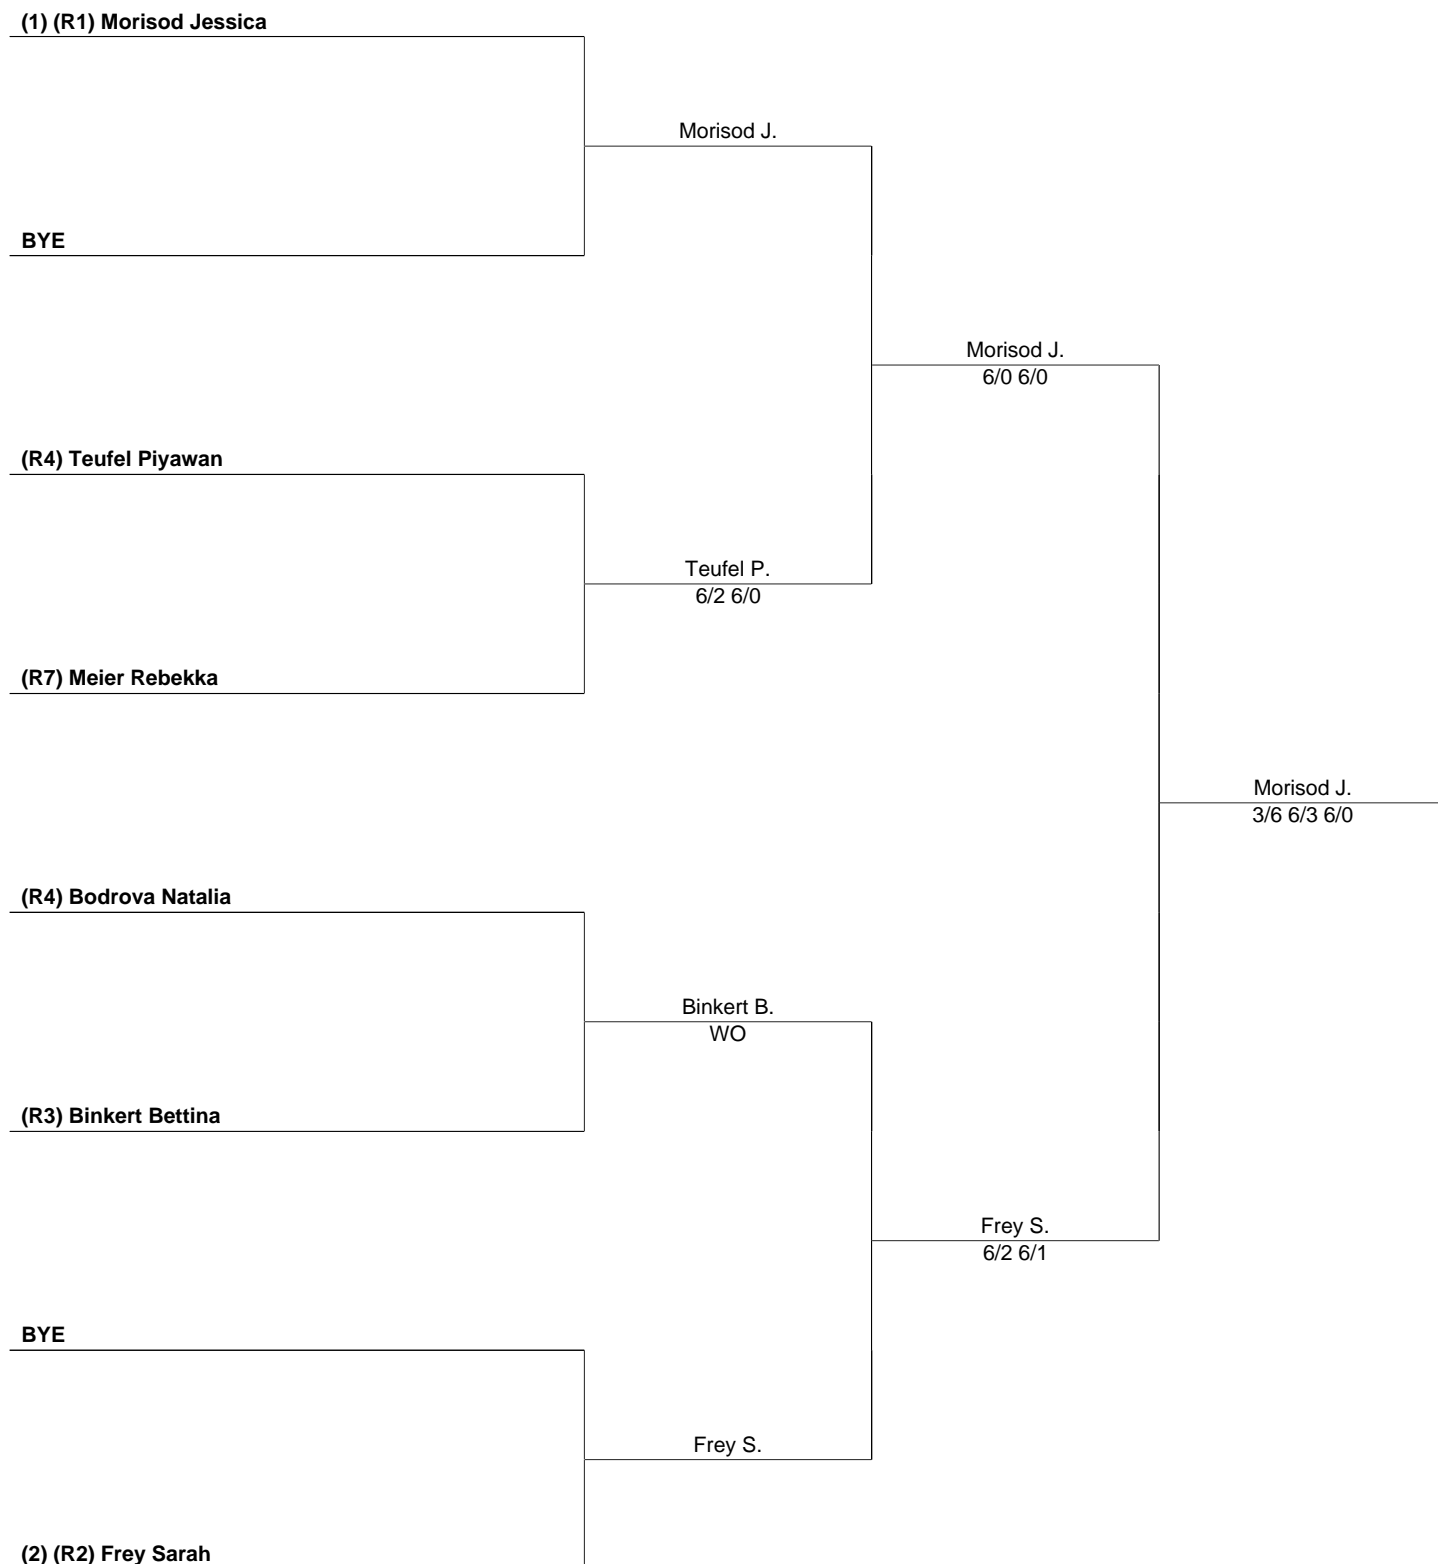 (1) (R1) Morisod Jessica
Morisod J.
BYE
Morisod J.
6/0 6/0
(R4) Teufel Piyawan
Teufel P.
6/2 6/0
(R7) Meier Rebekka
Morisod J.
3/6 6/3 6/0
(R4) Bodrova Natalia
Binkert B.
WO
(R3) Binkert Bettina
Frey S.
6/2 6/1
BYE
Frey S.
(2) (R2) Frey Sarah